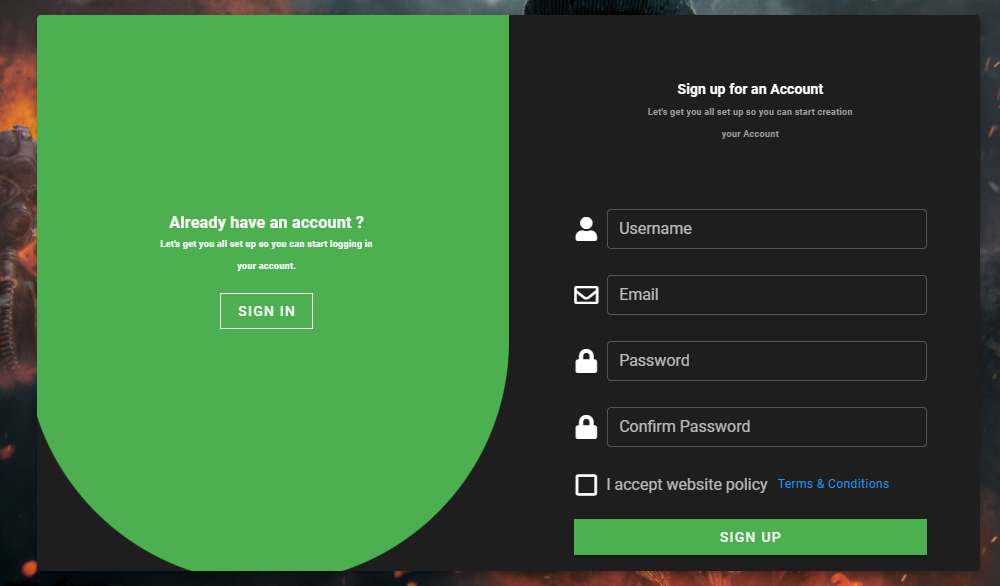 Already have an account ?
Let's get you all set up so you can start logging in
your account.
SIGN IN
Sign up for an Account
Let's get you all set up so you can start creation
your Account
Username
Email
Password
Confirm Password
I accept website policy Terms & Conditions
SIGN UP